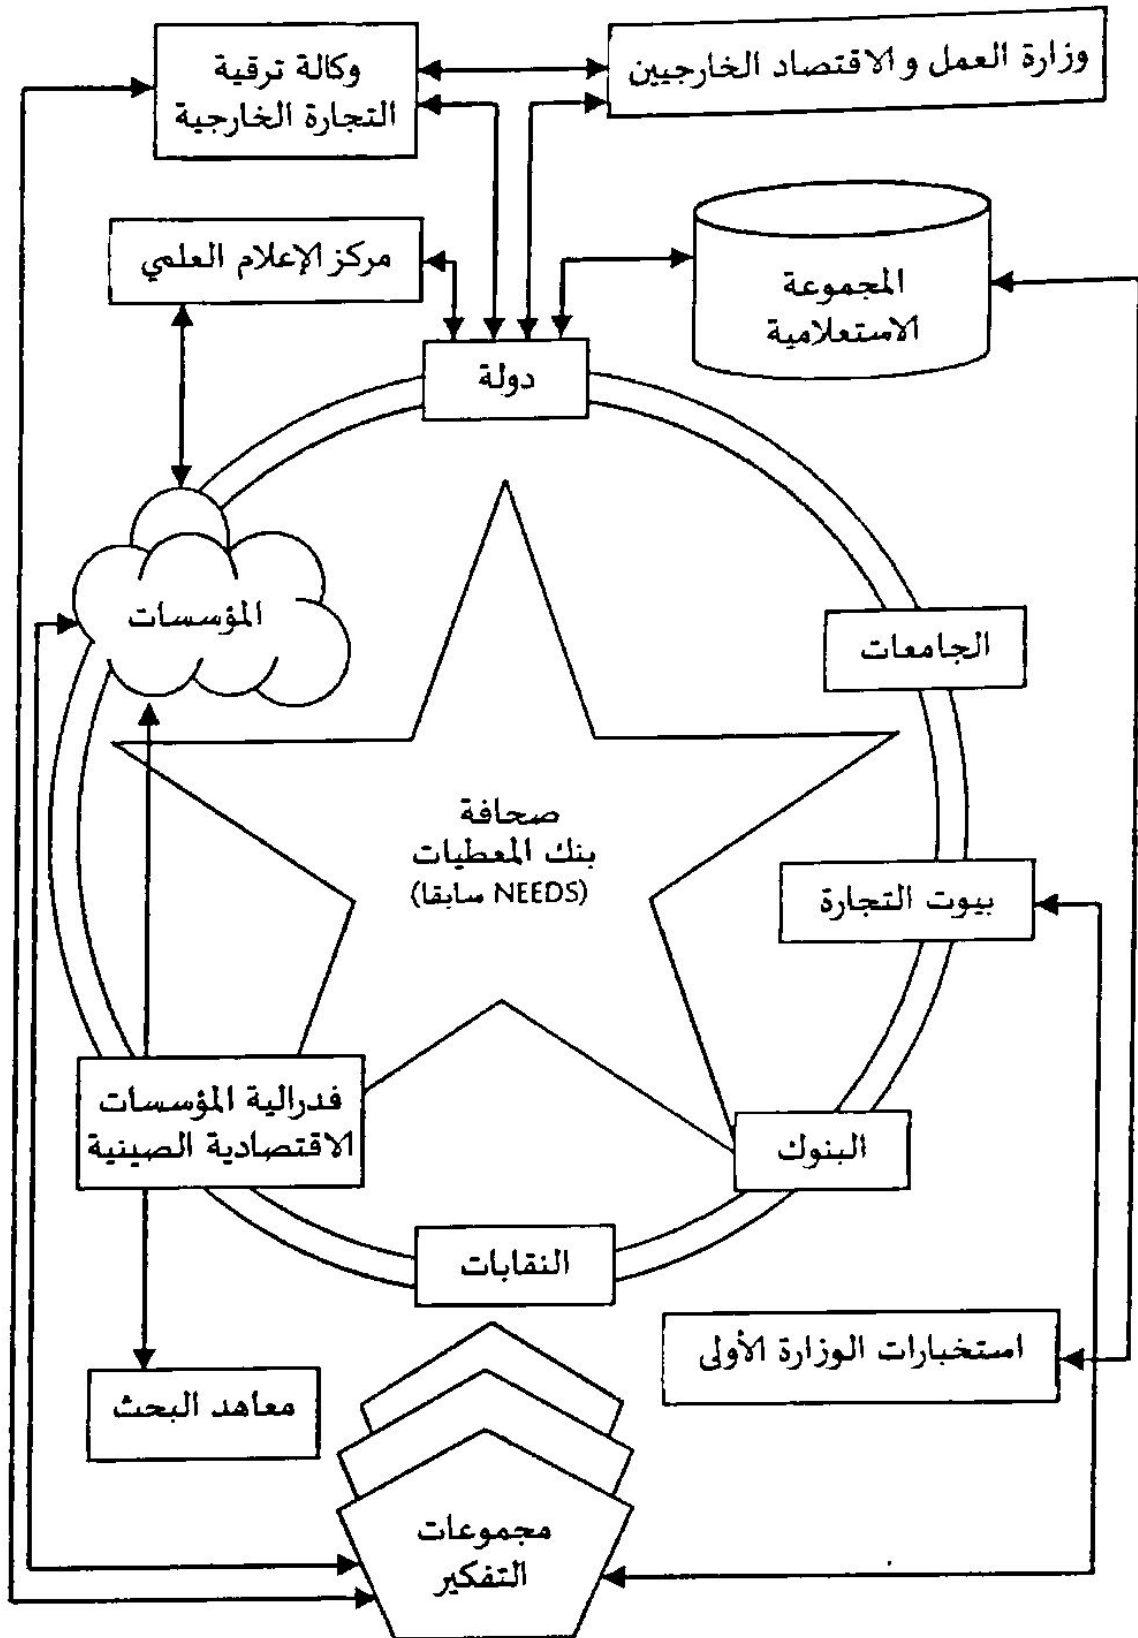 وزارة العمل و الاقتصاد الخارجيين
وكالة ترقية
التجارة الخارجية
مركز الإعلام العلمي
المجموعة
الاستعلامية
دولة
المؤسسات
الجامعات
صحافة
بنك المعطيات
(NEEDS سابقا)
بيوت التجارة
فدرالية المؤسسات
الاقتصادية الصينية
البنوك
النقابات
استخبارات الوزارة الأولى
معاهد البحث
مجموعات
التفكير